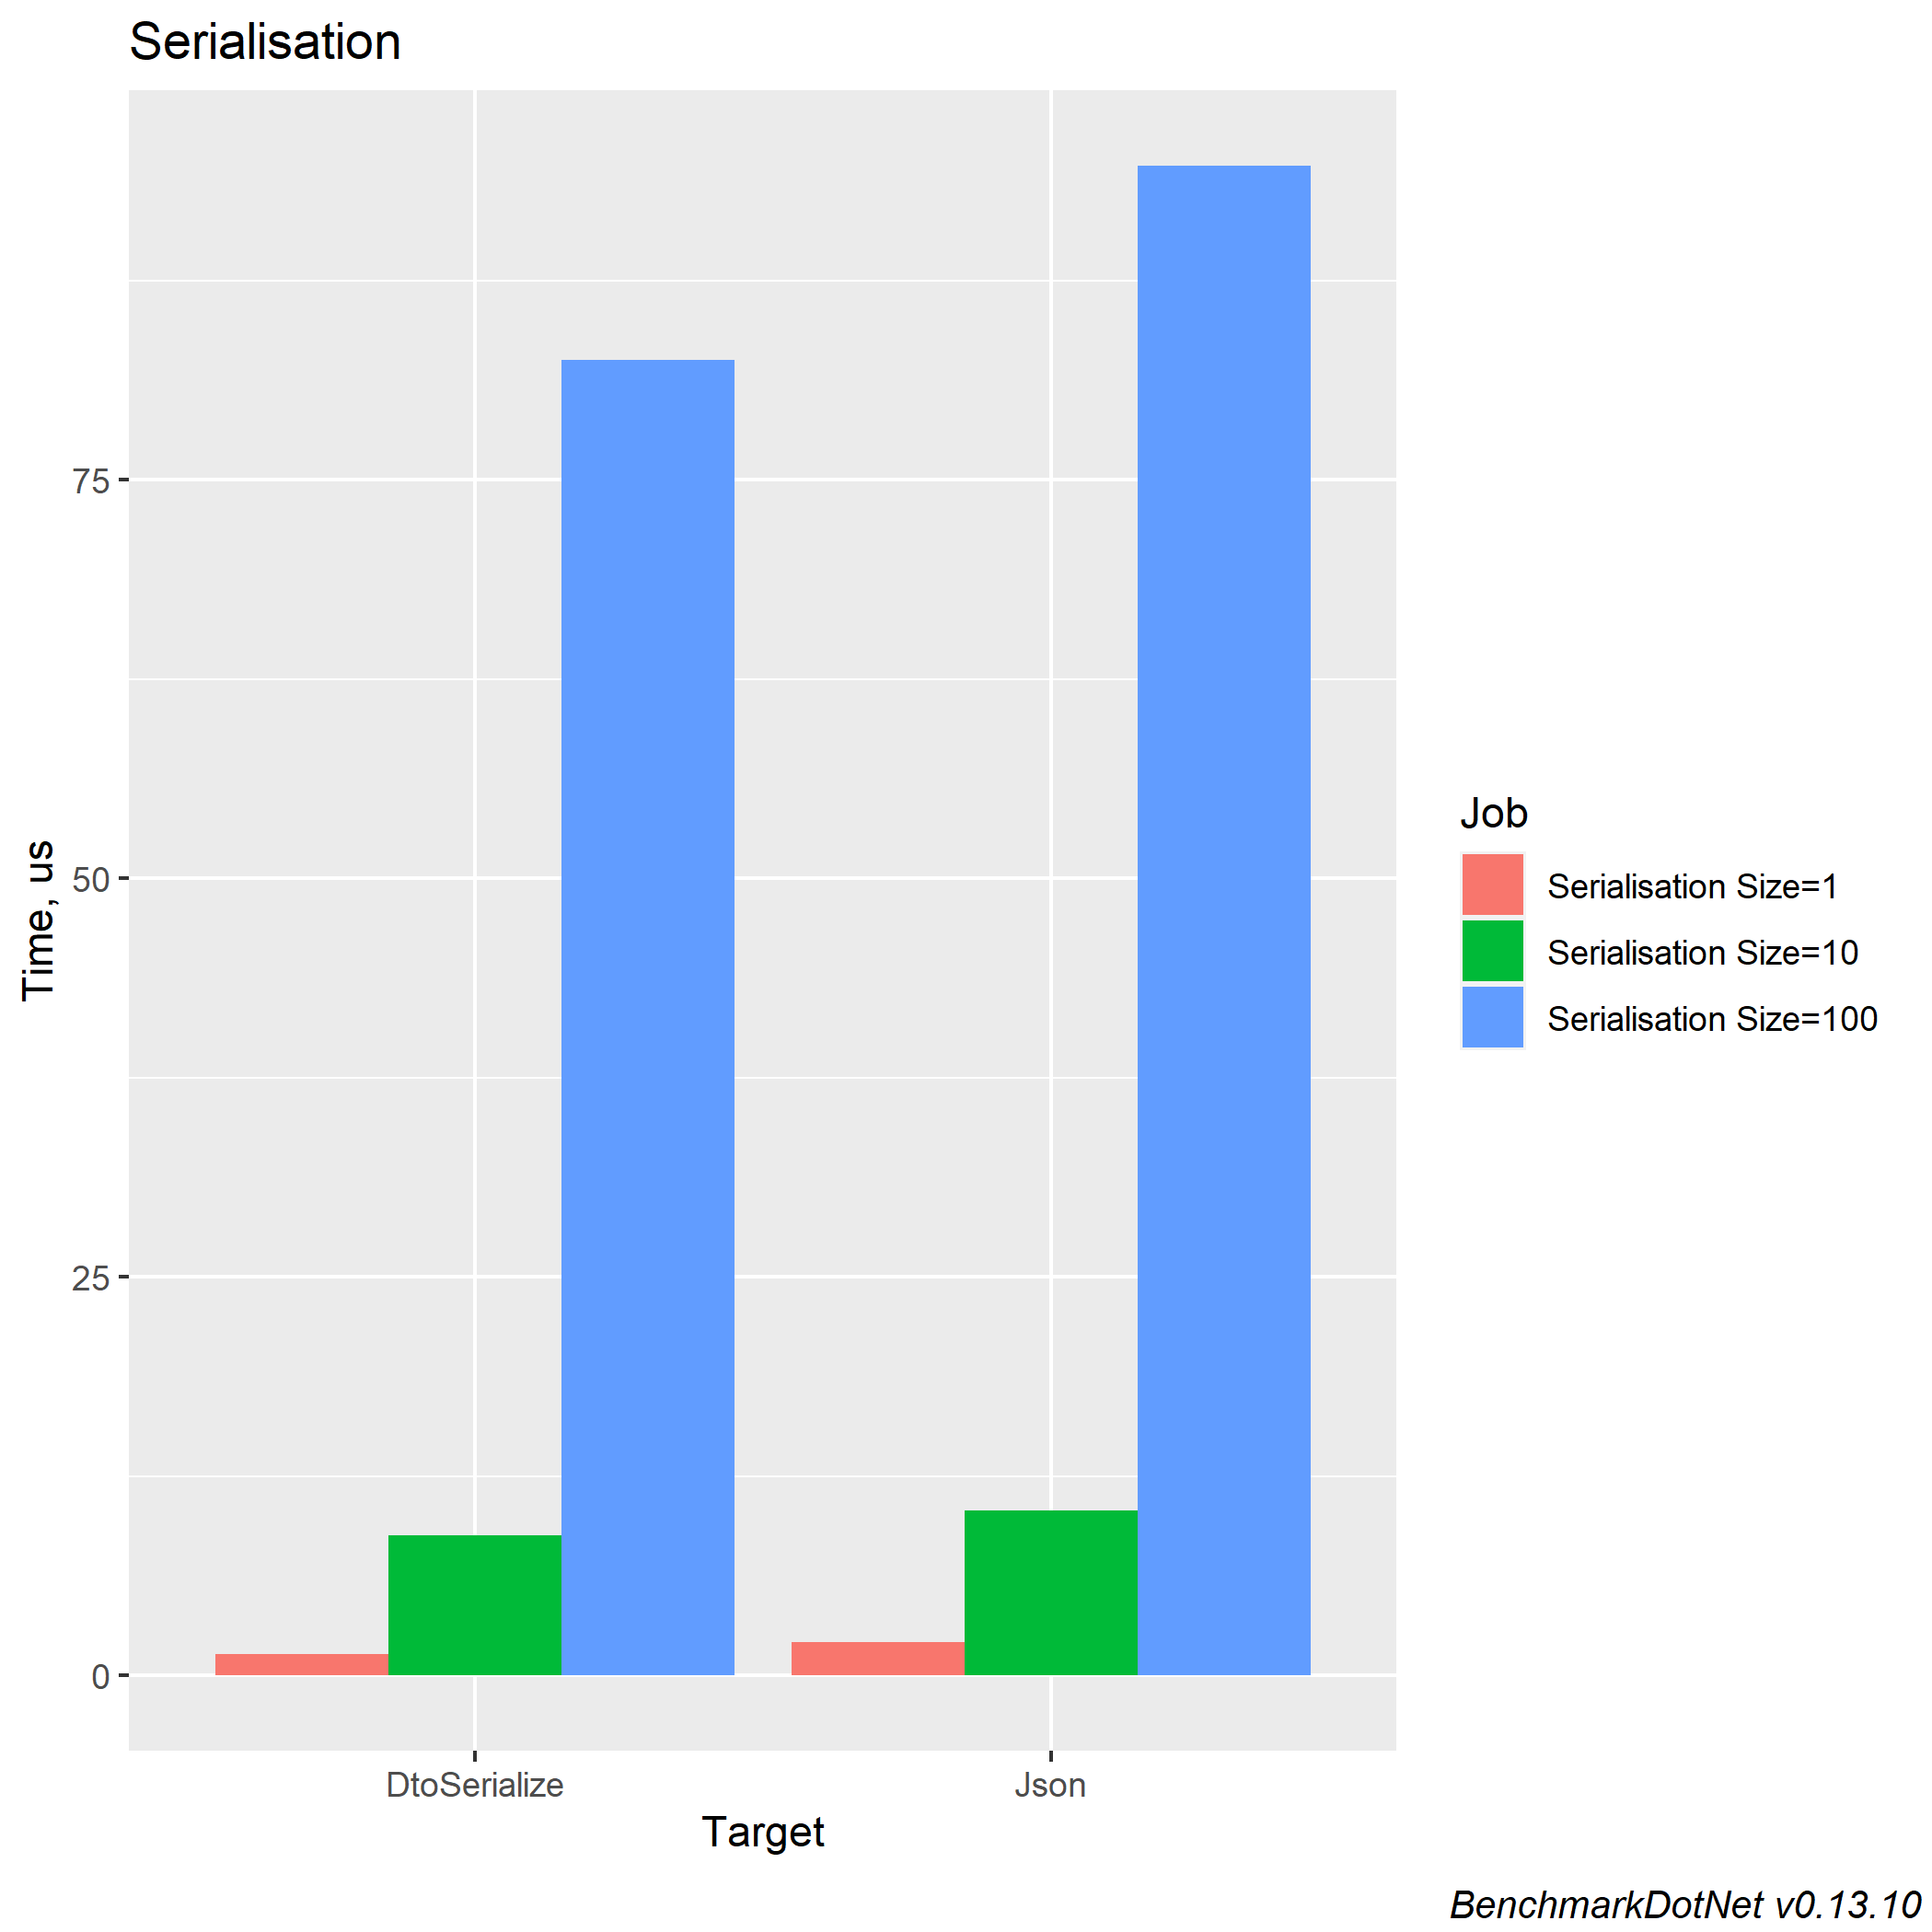 Serialisation
Time, us
75
50
25
0
DtoSerialize
Json
Target
Job
Serialisation Size=1
Serialisation Size=10
Serialisation Size=100
BenchmarkDotNet v0.13.10